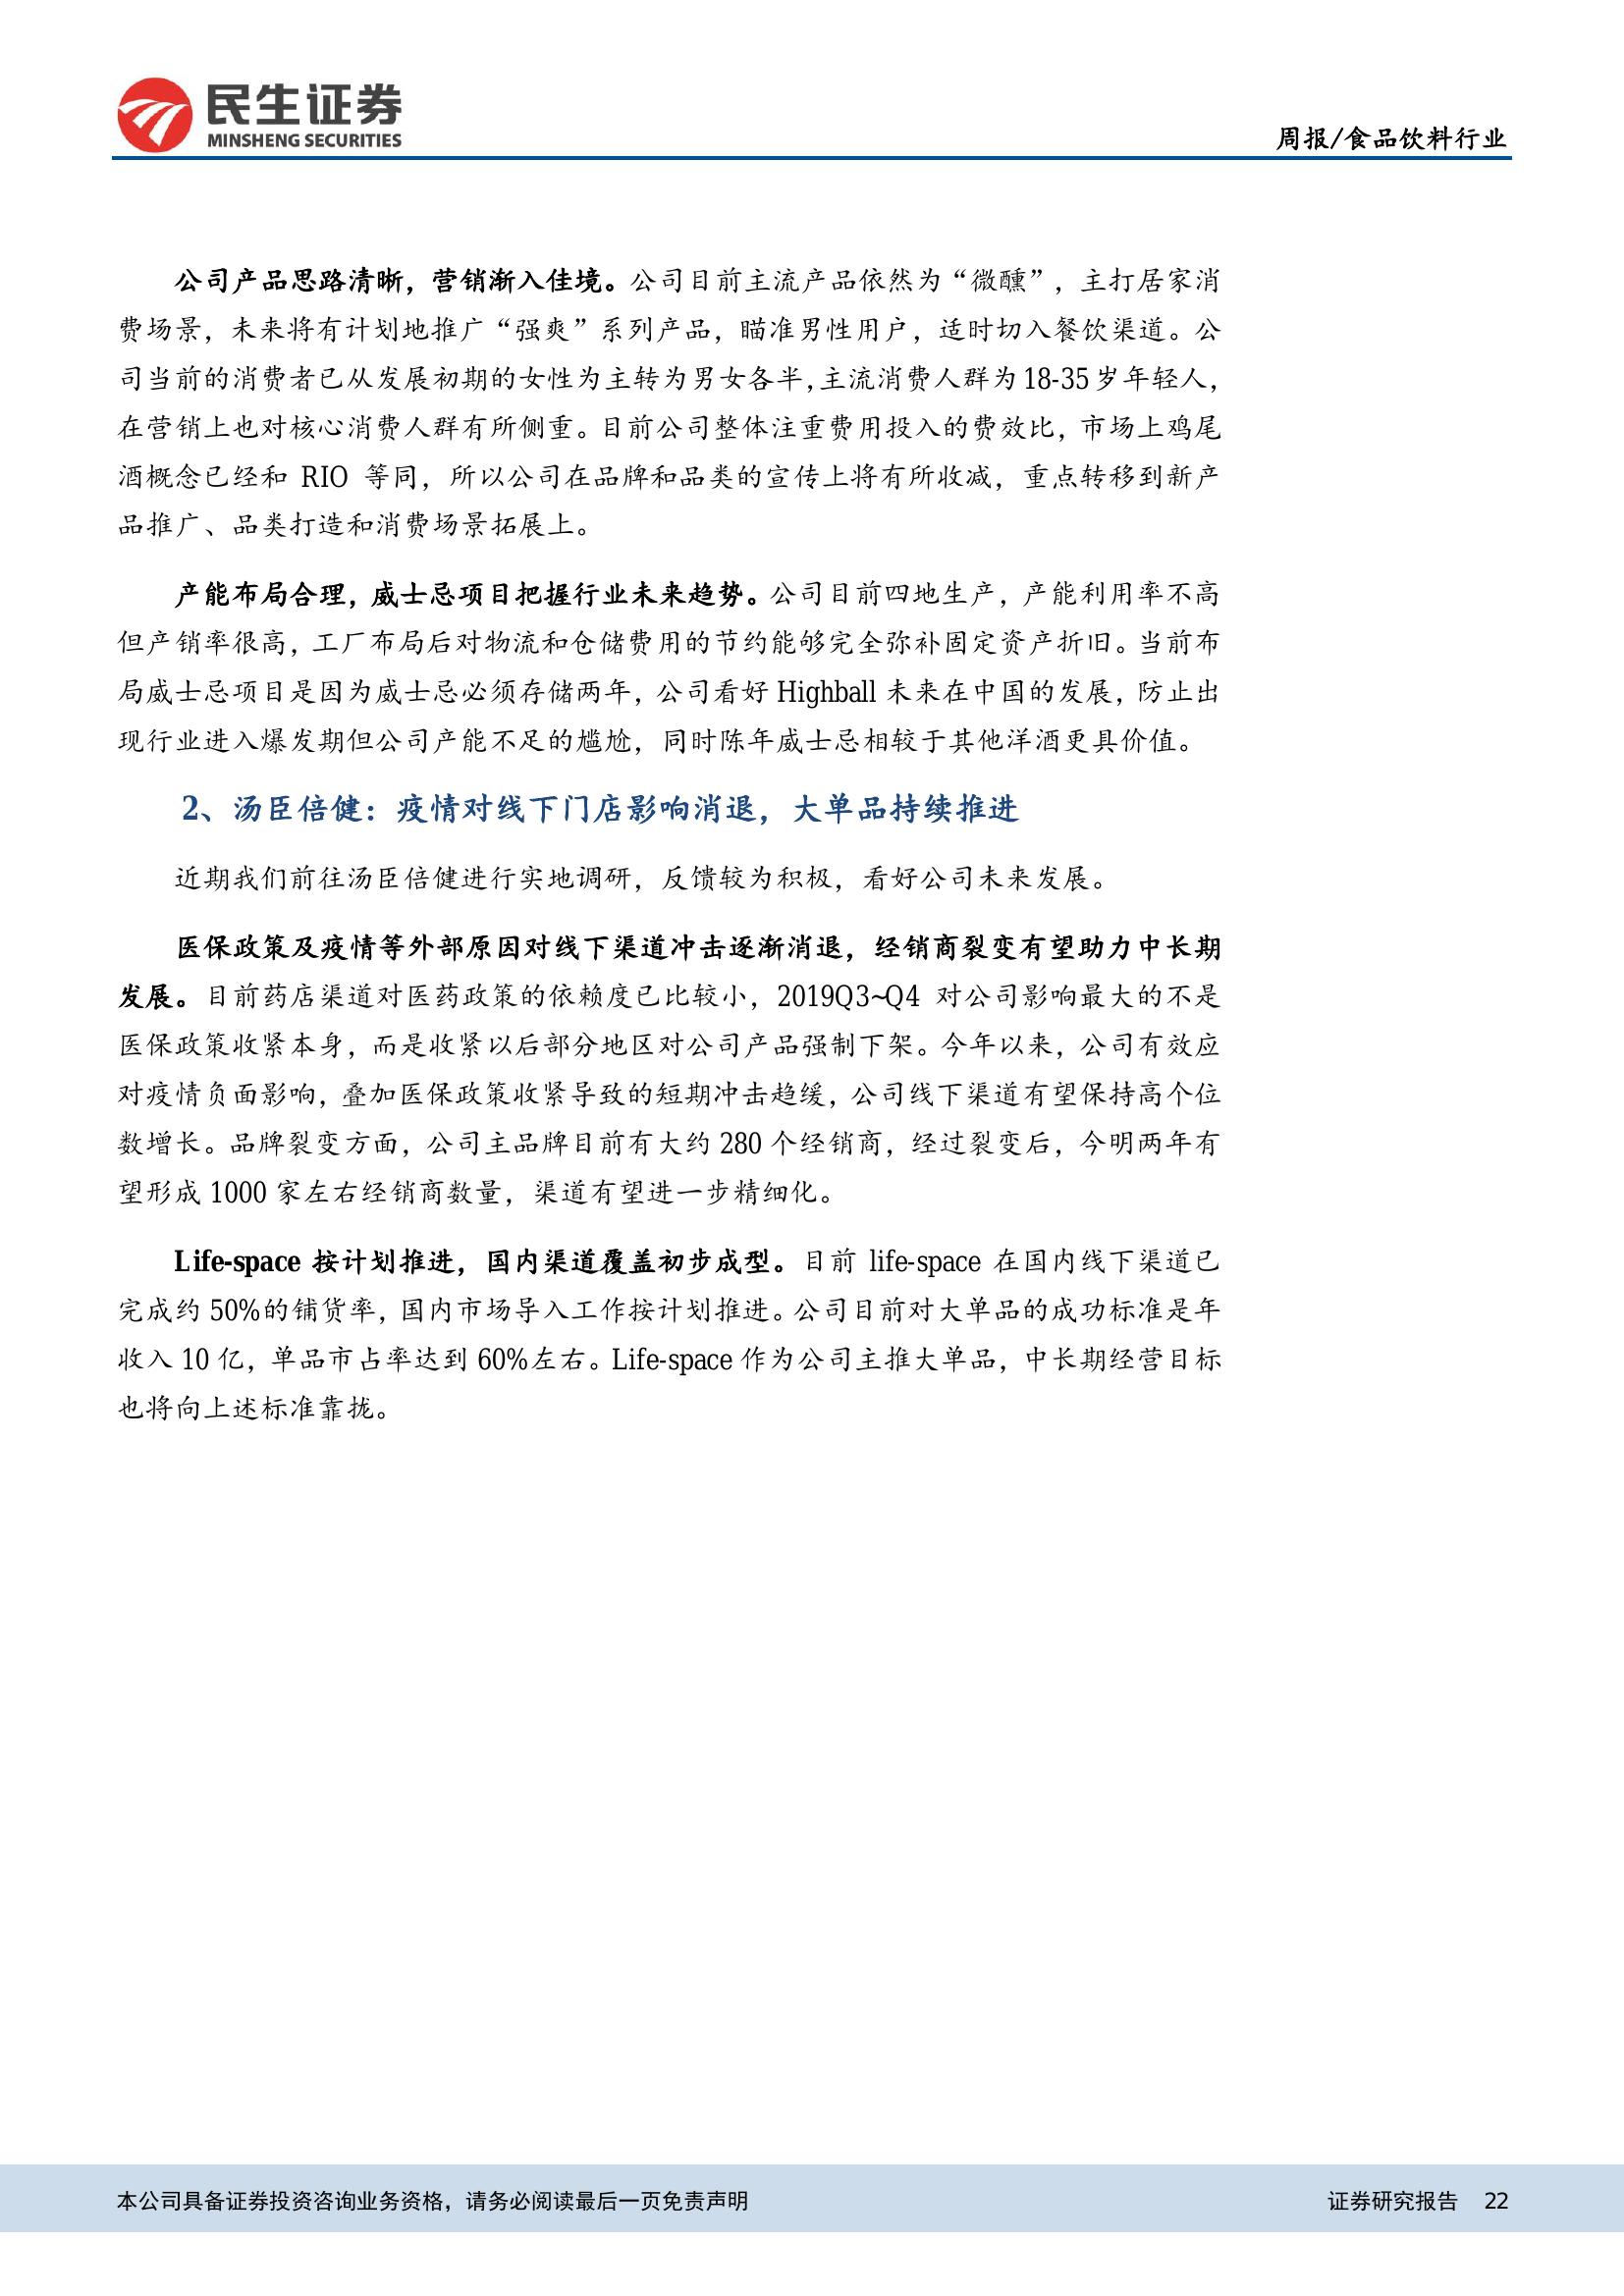 民生证券
MINSHENG SECURITIES
周报/食品饮料行业
公司产品思路清晰，营销渐入佳境。公司目前主流产品依然为“微醺”，主打居家消
费场景，未来将有计划地推广“强爽”系列产品，瞄准男性用户，适时切入餐饮渠道。公
司当前的消费者已从发展初期的女性为主转为男女各半，主流消费人群为18-35岁年轻人，
在营销上也对核心消费人群有所侧重。目前公司整体注重费用投入的费效比，市场上鸡尾
酒概念已经和 RIO 等同，所以公司在品牌和品类的宣传上将有所收减，重点转移到新产
品推广、品类打造和消费场景拓展上。
产能布局合理，威士忌项目把握行业未来趋势。公司目前四地生产，产能利用率不高
但产销率很高，工厂布局后对物流和仓储费用的节约能够完全弥补固定资产折旧。当前布
局威士忌项目是因为威士忌必须存储两年，公司看好 Highball 未来在中国的发展，防止出
现行业进入爆发期但公司产能不足的尴尬，同时陈年威士忌相较于其他洋酒更具价值。
2、汤臣倍健：疫情对线下门店影响消退，大单品持续推进
近期我们前往汤臣倍健进行实地调研，反馈较为积极，看好公司未来发展。
医保政策及疫情等外部原因对线下渠道冲击逐渐消退，经销商裂变有望助力中长期
发展。目前药店渠道对医药政策的依赖度已比较小，2019Q3~Q4 对公司影响最大的不是
医保政策收紧本身，而是收紧以后部分地区对公司产品强制下架。今年以来，公司有效应
对疫情负面影响，叠加医保政策收紧导致的短期冲击趋缓，公司线下渠道有望保持高个位
数增长。品牌裂变方面，公司主品牌目前有大约 280 个经销商，经过裂变后，今明两年有
望形成 1000 家左右经销商数量，渠道有望进一步精细化。
Life-space 按计划推进，国内渠道覆盖初步成型。目前 life-space 在国内线下渠道已
完成约 50%的铺货率，国内市场导入工作按计划推进。公司目前对大单品的成功标准是年
收入 10 亿，单品市占率达到 60%左右。Life-space 作为公司主推大单品，中长期经营目标
也将向上述标准靠拢。
本公司具备证券投资咨询业务资格，请务必阅读最后一页免责声明
证券研究报告 22